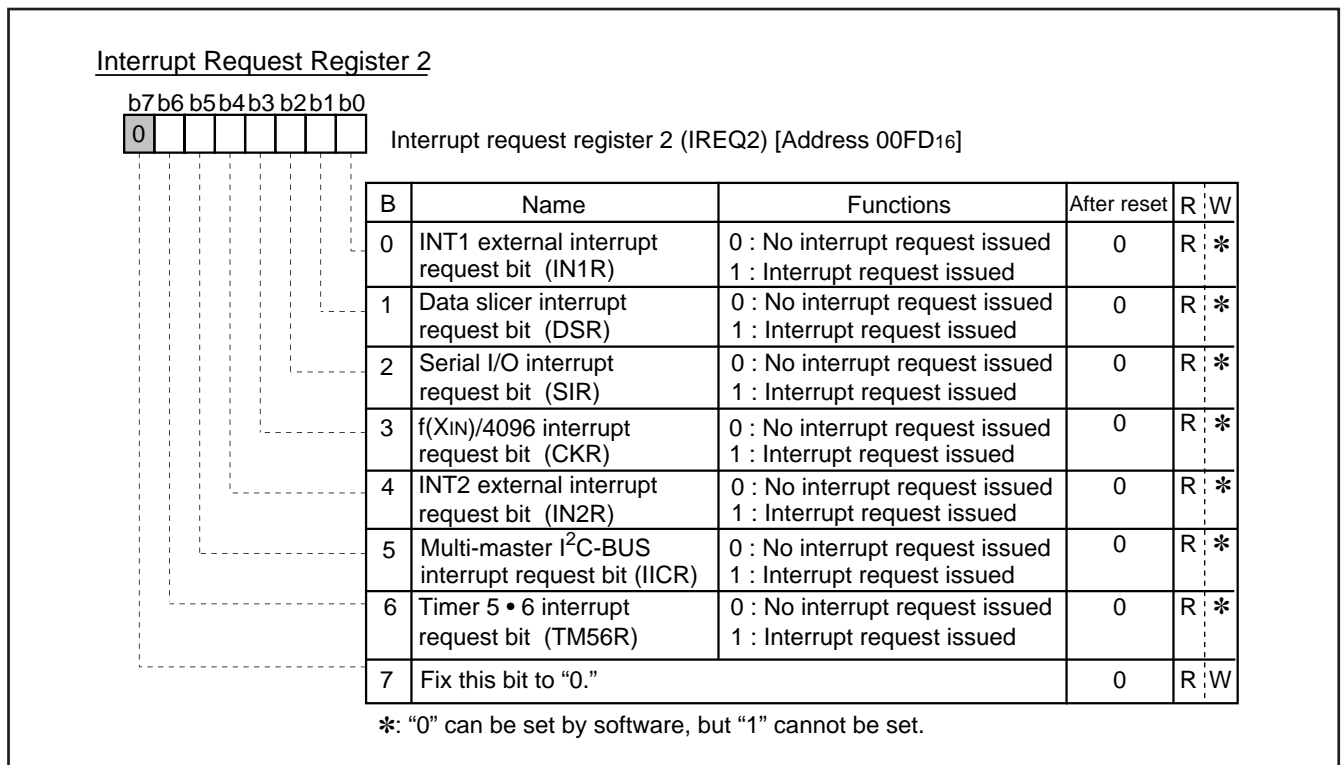 Interrupt Request Register 2
b7 b6 b5 b4 b3 b2 b1 b0
0
Interrupt request register 2 (IREQ2) [Address 00FD16]
B Name Functions After reset R W
0 INT1 external interrupt request bit (IN1R) 0 : No interrupt request issued 1 : Interrupt request issued 0 R ✻
1 Data slicer interrupt request bit (DSR) 0 : No interrupt request issued 1 : Interrupt request issued 0 R ✻
2 Serial I/O interrupt request bit (SIR) 0 : No interrupt request issued 1 : Interrupt request issued 0 R ✻
3 f(XIN)/4096 interrupt request bit (CKR) 0 : No interrupt request issued 1 : Interrupt request issued 0 R ✻
4 INT2 external interrupt request bit (IN2R) 0 : No interrupt request issued 1 : Interrupt request issued 0 R ✻
5 Multi-master I2C-BUS interrupt request bit (IICR) 0 : No interrupt request issued 1 : Interrupt request issued 0 R ✻
6 Timer 5 • 6 interrupt request bit (TM56R) 0 : No interrupt request issued 1 : Interrupt request issued 0 R ✻
7 Fix this bit to “0.” 0 R W
✻: “0” can be set by software, but “1” cannot be set.